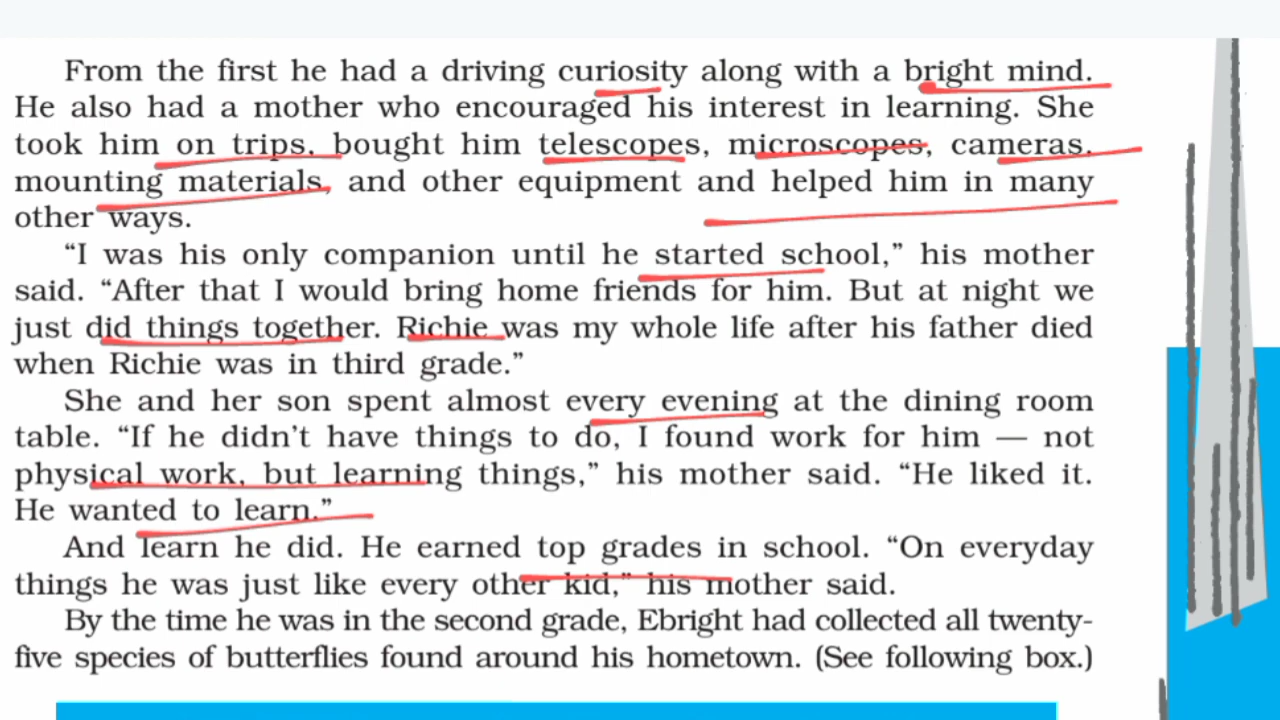 From the first he had a driving curiosity along with a bright mind.
He also had a mother who encouraged his interest in learning. She
took him on trips, bought him telescopes, microscopes, cameras,
mounting materials, and other equipment and helped him in many
other ways.
“I was his only companion until he started school,” his mother
said. “After that I would bring home friends for him. But at night we
just did things together. Richie was my whole life after his father died
when Richie was in third grade.”
She and her son spent almost every evening at the dining room
table. “If he didn’t have things to do, I found work for him — not
physical work, but learning things,” his mother said. “He liked it.
He wanted to learn.”
And learn he did. He earned top grades in school. “On everyday
things he was just like every other kid,” his mother said.
By the time he was in the second grade, Ebright had collected all twenty-
five species of butterflies found around his hometown. (See following box.)